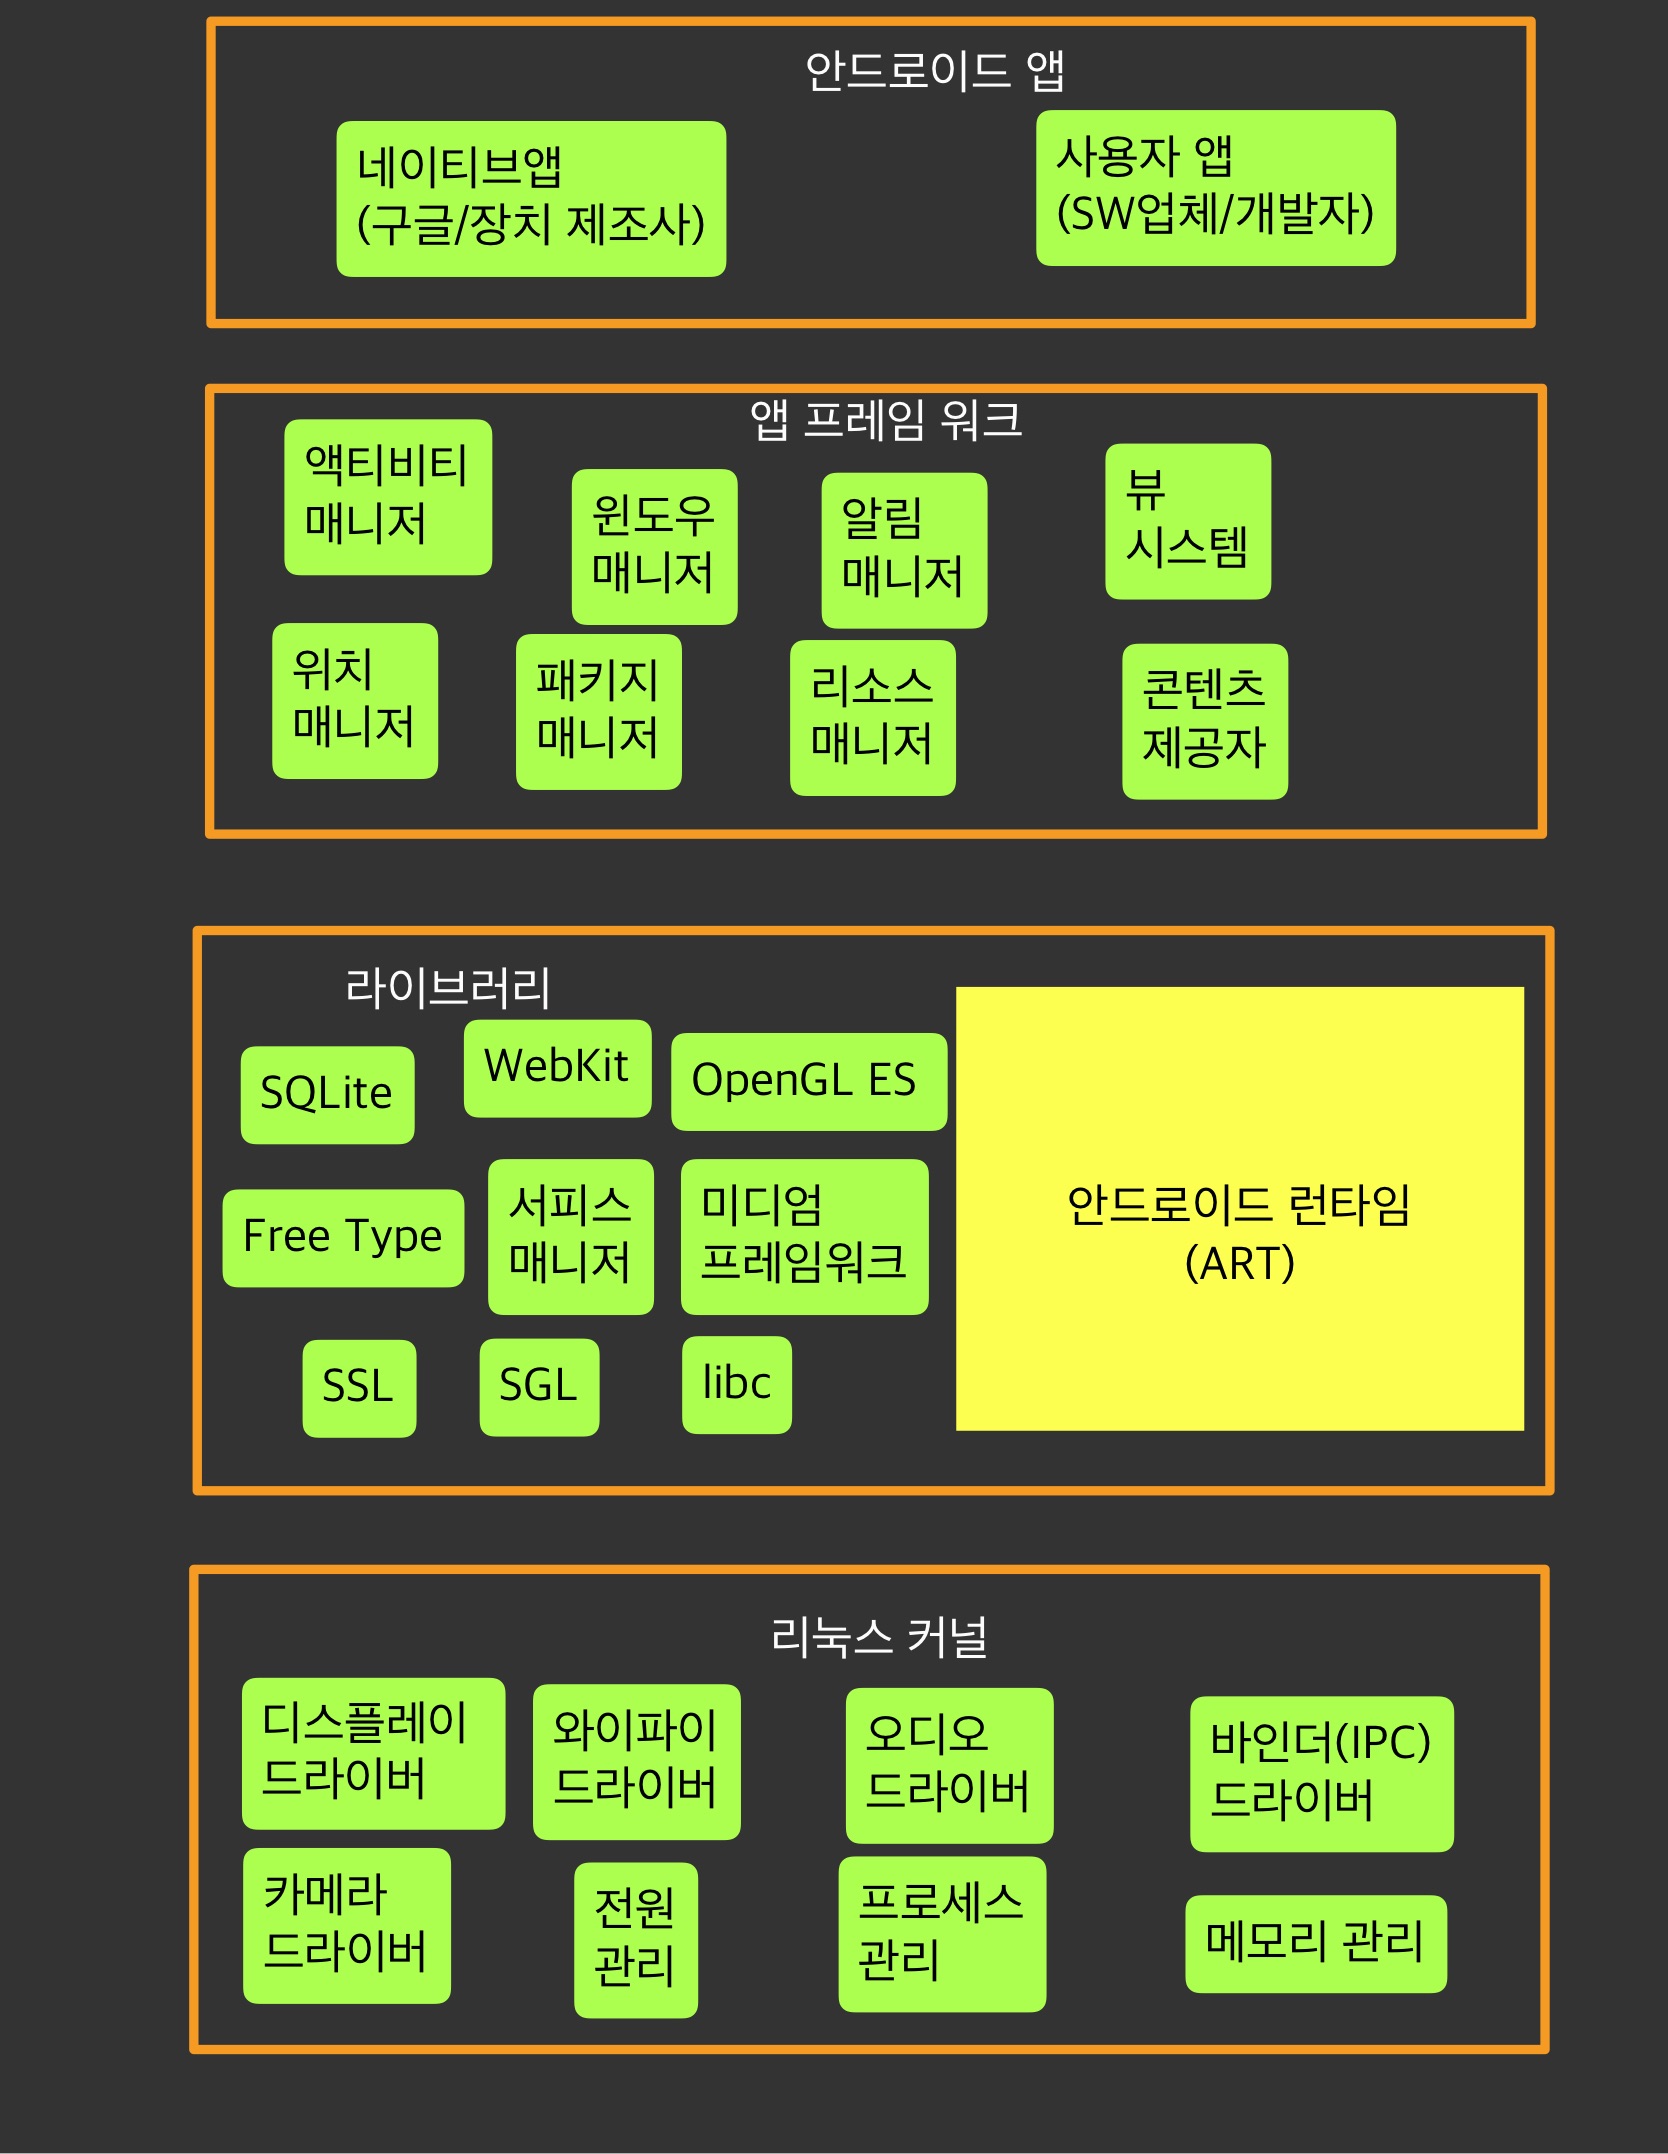 안드로이드 앱
네이티브앱
(구글/장치 제조사)
사용자 앱
(SW업체/개발자)
앱 프레임 워크
액티비티
매니저
윈도우
매니저
알림
매니저
뷰
시스템
위치
매니저
패키지
매니저
리소스
매니저
콘텐츠
제공자
라이브러리
SQLite
WebKit
OpenGL ES
Free Type
서피스
매니저
미디엄
프레임워크
SSL
SGL
libc
안드로이드 런타임
(ART)
리눅스 커널
디스플레이
드라이버
와이파이
드라이버
오디오
드라이버
바인더(IPC)
드라이버
카메라
드라이버
전원
관리
프로세스
관리
메모리 관리